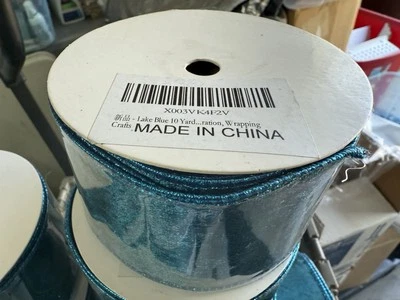 X003VK4F2V
新品 - Lake Blue 10 Yard...ration, Wrapping
Crafts
MADE IN CHINA